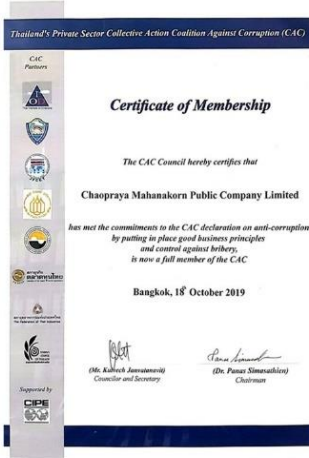 Thailand's Private Sector Collective Action Coalition Against Corruption (CAC)
CAC
Partners
Certificate of Membership
The CAC Council hereby certifies that
Chaopraya Mahanakorn Public Company Limited
has met the commitments to the CAC declaration on anti-corruption
by putting in place good business principles
and control against bribery,
is now a full member of the CAC
Bangkok, 18th October 2019
(Mr. Kulvech Janvatanavit)
Councilor and Secretary
(Dr. Panas Simasathien)
Chairman
Supported by
CIPE